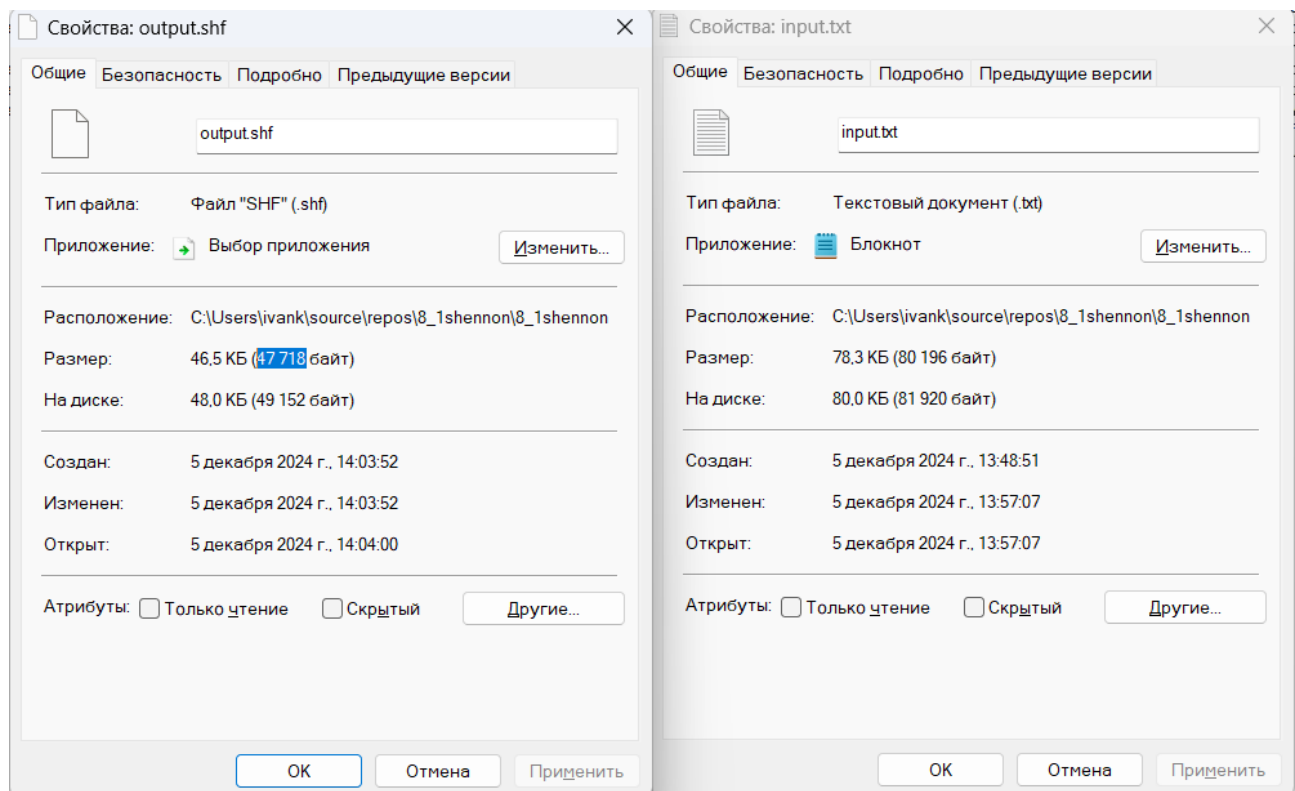 Свойства: output.shf
Общие Безопасность Подробно Предыдущие версии
output.shf
Тип файла: Файл "SHF" (.shf)
Приложение: Выбор приложения Изменить...
Расположение: C:\Users\ivank\source\repos\8_1shennon\8_1shennon
Размер: 46,5 КБ (47 718 байт)
На диске: 48,0 КБ (49 152 байт)
Создан: 5 декабря 2024 г., 14:03:52
Изменен: 5 декабря 2024 г., 14:03:52
Открыт: 5 декабря 2024 г., 14:04:00
Атрибуты: Только чтение Скрытый Другие...
OK Отмена Применить
Свойства: input.txt
Общие Безопасность Подробно Предыдущие версии
input.txt
Тип файла: Текстовый документ (.txt)
Приложение: Блокнот Изменить...
Расположение: C:\Users\ivank\source\repos\8_1shennon\8_1shennon
Размер: 78,3 КБ (80 196 байт)
На диске: 80,0 КБ (81 920 байт)
Создан: 5 декабря 2024 г., 13:48:51
Изменен: 5 декабря 2024 г., 13:57:07
Открыт: 5 декабря 2024 г., 13:57:07
Атрибуты: Только чтение Скрытый Другие...
OK Отмена Применить